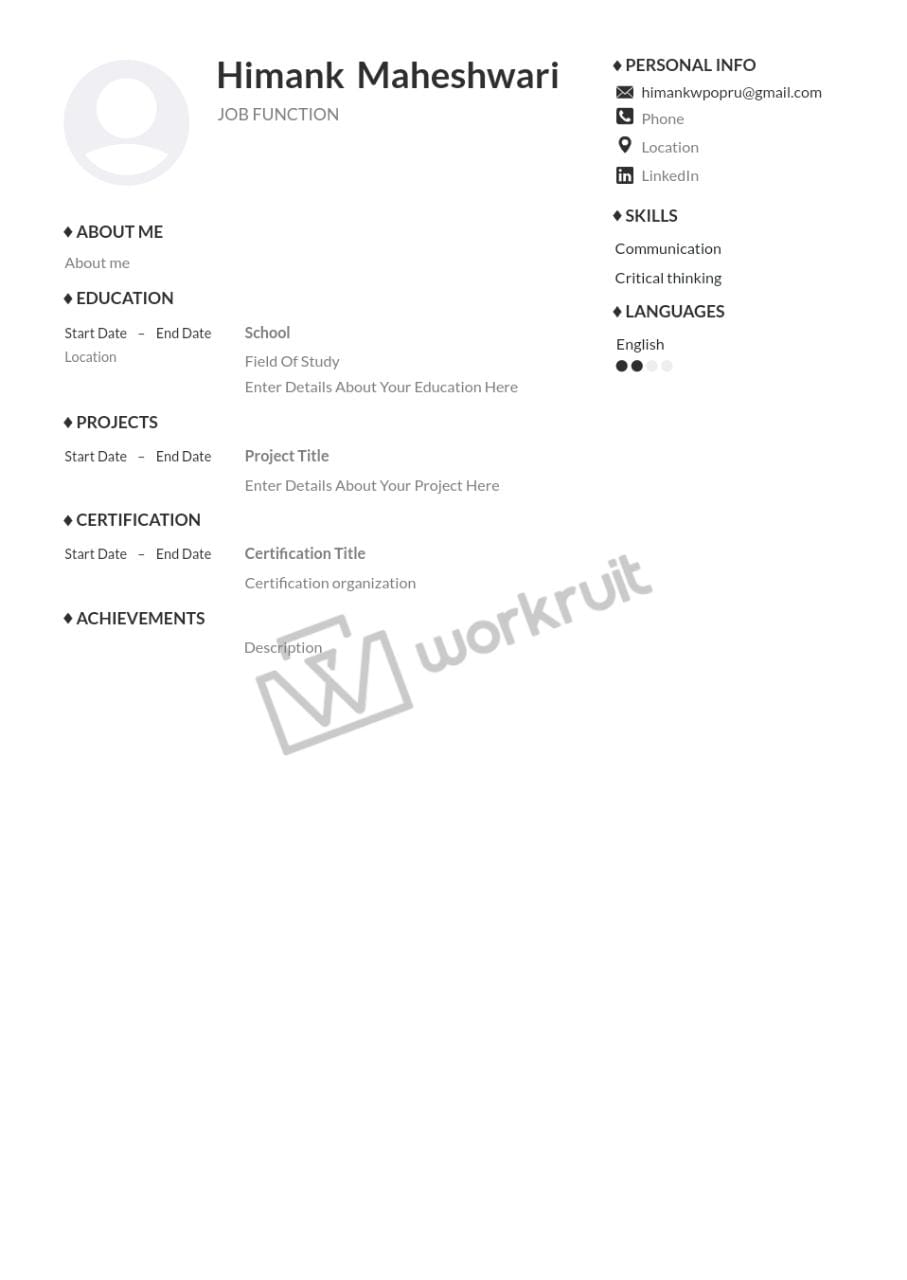 Himank Maheshwari
JOB FUNCTION
ABOUT ME
About me
EDUCATION
Start Date – End Date School
Location
Field Of Study
Enter Details About Your Education Here
PROJECTS
Start Date – End Date Project Title
Enter Details About Your Project Here
CERTIFICATION
Start Date – End Date Certification Title
Certification organization
ACHIEVEMENTS
Description
workruit
PERSONAL INFO
himankwpopru@gmail.com
Phone
Location
LinkedIn
SKILLS
Communication
Critical thinking
LANGUAGES
English